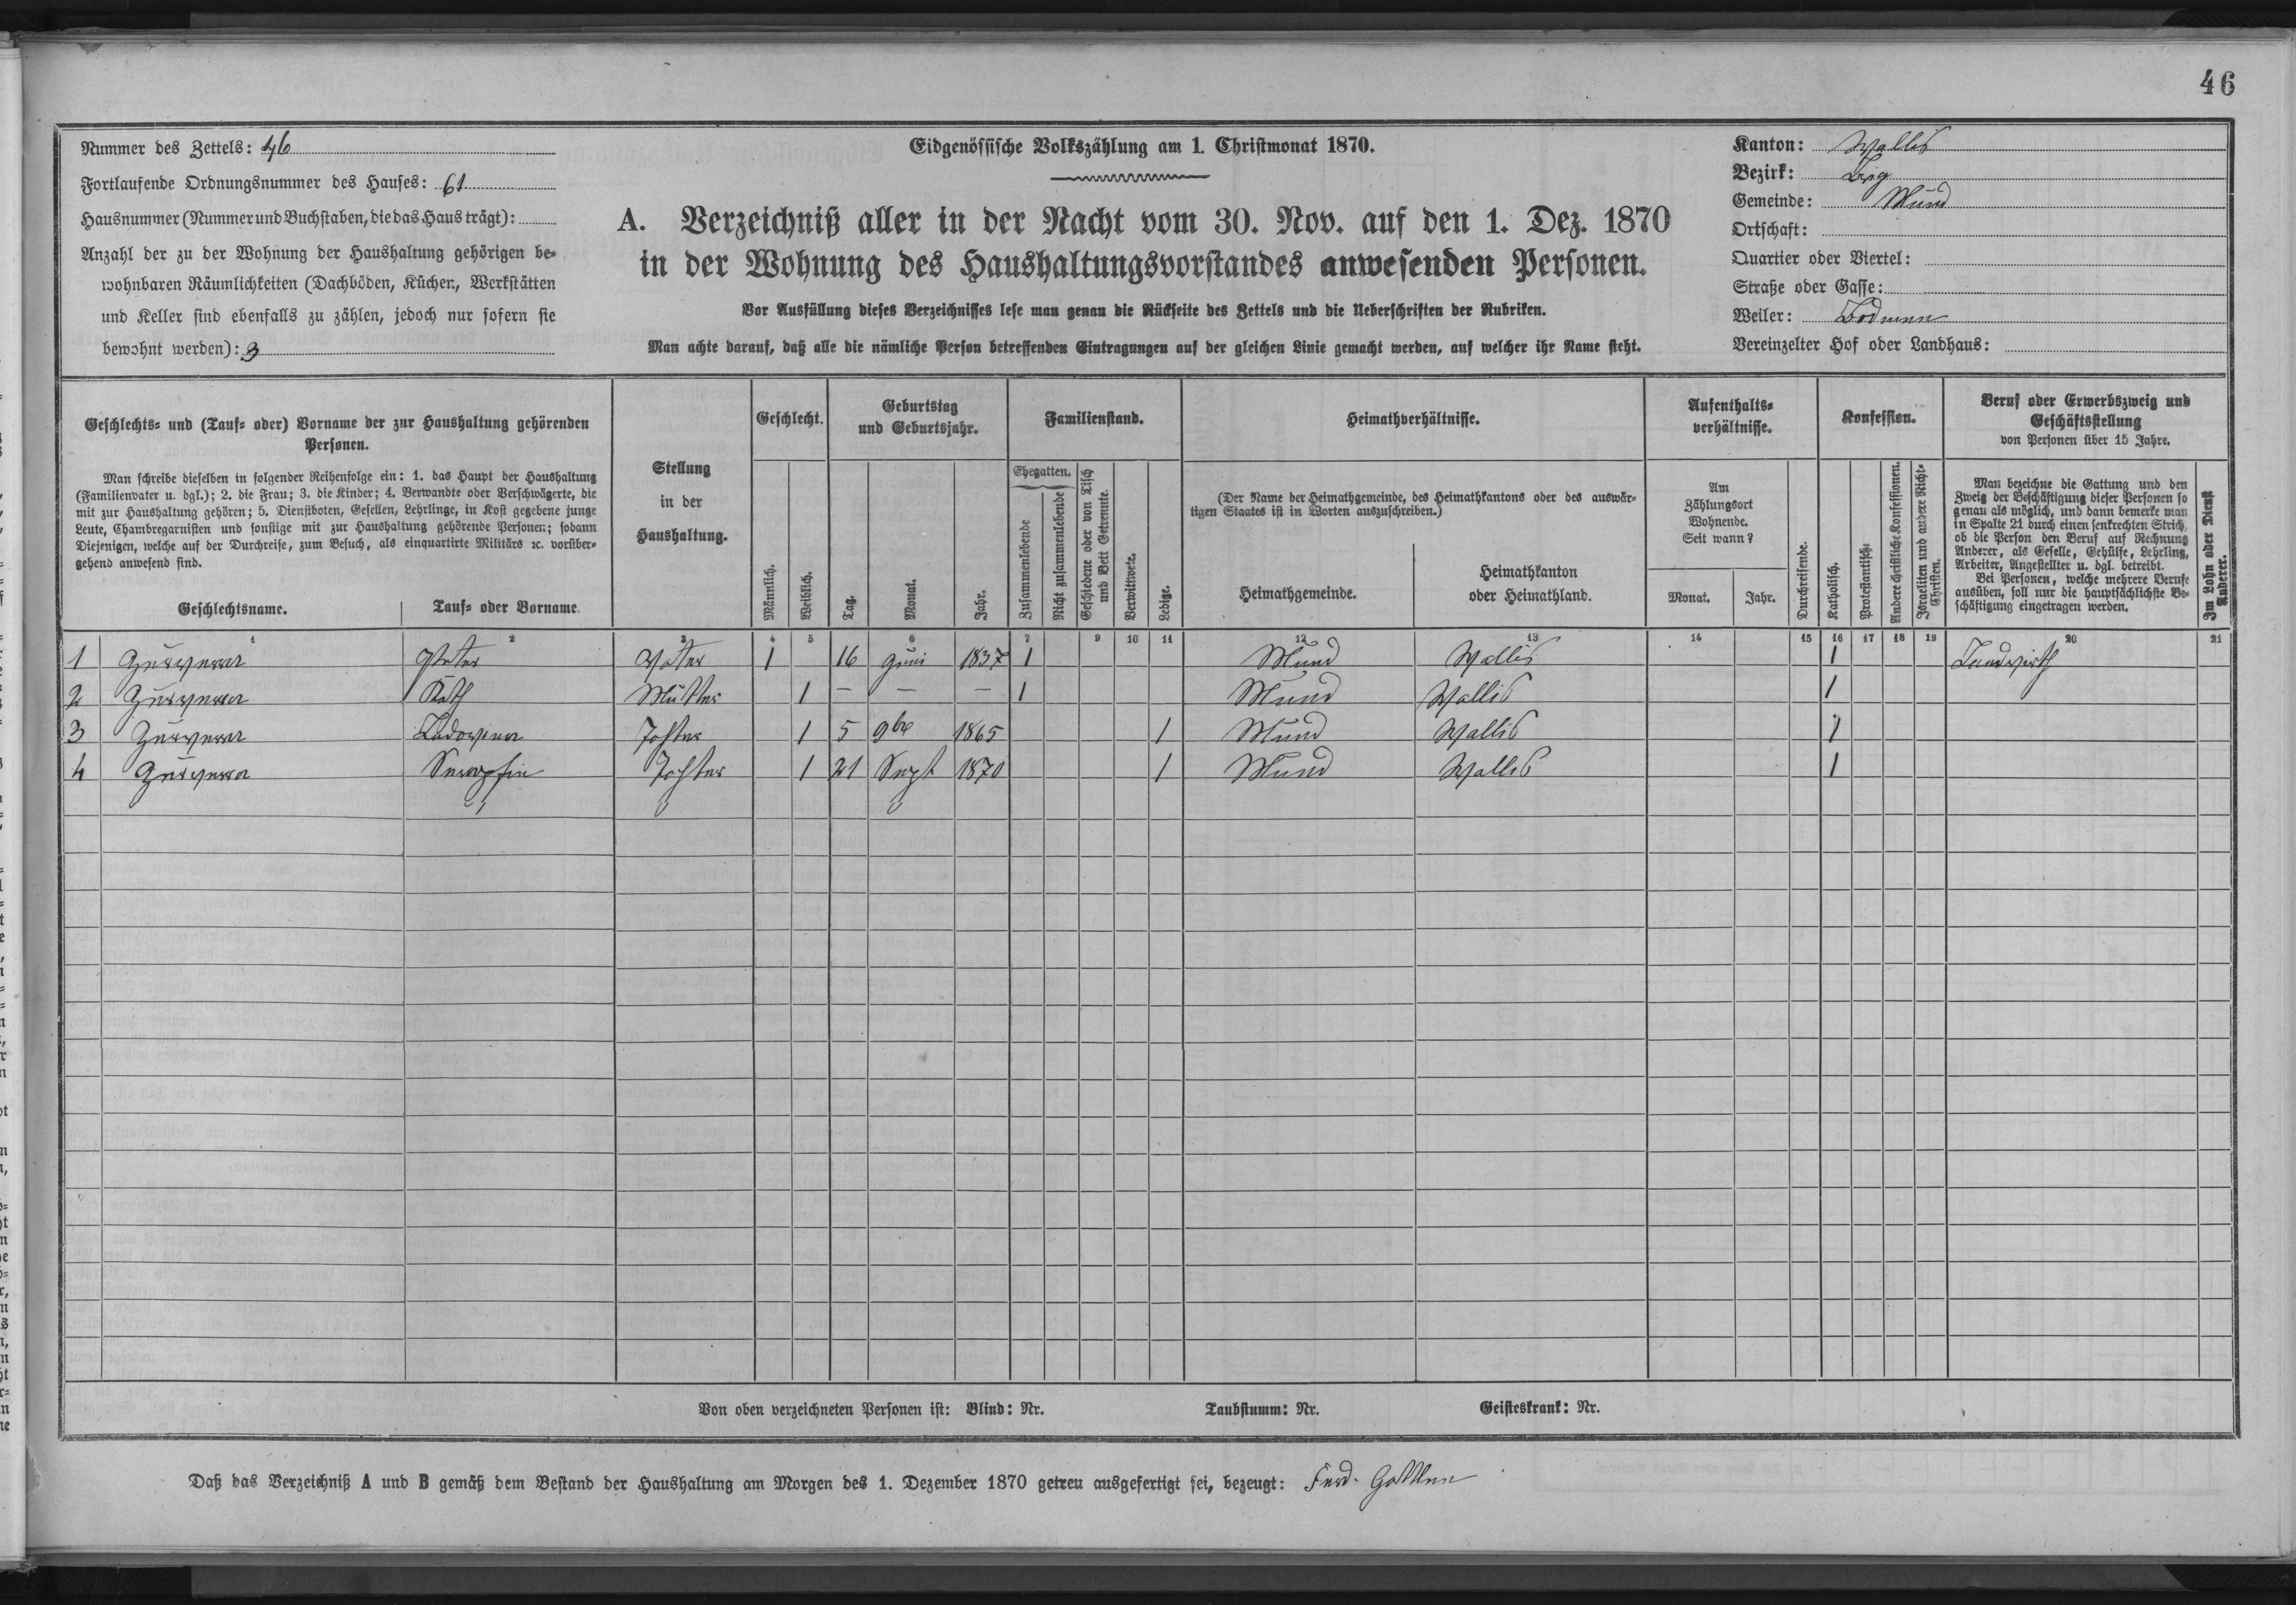 46
Nummer des Zettels: 46
Fortlaufende Ordnungsnummer des Hauses: 61
Hausnummer (Nummer und Buchstaben, die das Haus trägt):
Anzahl der zu der Wohnung der Haushaltung gehörigen be-
wohnbaren Räumlichkeiten (Dachböden, Küchen, Werkstätten
und Keller sind ebenfalls zu zählen, jedoch nur sofern sie
bewohnt werden): 3
Eidgenössische Volkszählung am 1. Christmonat 1870.
A. Verzeichniß aller in der Nacht vom 30. Nov. auf den 1. Dez. 1870
in der Wohnung des Haushaltungsvorstandes anwesenden Personen.
Vor Ausfüllung dieses Verzeichnisses lese man genau die Rückseite des Zettels und die Ueberschriften der Rubriken.
Man achte darauf, daß alle die nämliche Person betreffenden Eintragungen auf der gleichen Linie gemacht werden, auf welcher ihr Name steht.
Kanton: Wallis
Bezirk: Brig
Gemeinde: Mund
Ortschaft:
Quartier oder Viertel:
Straße oder Gasse:
Weiler: Bodmen
Vereinzelter Hof oder Landhaus:
Geschlechts- und (Tauf- oder) Vorname der zur Haushaltung gehörenden
Personen.
Man schreibe dieselben in folgender Reihenfolge ein: 1. das Haupt der Haushaltung
(Familienvater u. dgl.); 2. die Frau; 3. die Kinder; 4. Verwandte oder Verschwägerte, die
mit zur Haushaltung gehören; 5. Dienstboten, Gesellen, Lehrlinge, in Kost gegebene junge
Leute, Chambregarnisten und sonstige mit zur Haushaltung gehörende Personen; sodann
Diejenigen, welche auf der Durchreise, zum Besuch, als einquartirte Militärs ꝛc. vorüber-
gehend anwesend sind.
Geschlechtsname. Tauf- oder Vorname.
Stellung
in der
Haushaltung.
Geschlecht.
Männlich. Weiblich.
Geburtstag
und Geburtsjahr.
Tag. Monat. Jahr.
Familienstand.
Ehegatten.
Zusammenlebende
Nicht zusammenlebende
Geschiedene oder von Tisch
und Bett Getrennte.
Verwittwete.
Ledige.
Heimathverhältnisse.
(Der Name der Heimathgemeinde, des Heimathkantons oder des auswär-
tigen Staates ist in Worten auszuschreiben.)
Heimathgemeinde.
Heimathkanton
oder Heimathland.
Aufenthalts-
verhältnisse.
Am
Zählungsort
Wohnende.
Seit wann?
Monat. Jahr.
Durchreisende.
Konfession.
Katholisch.
Protestantisch.
Andere christliche Konfessionen.
Israeliten und andere Nicht-
Christen.
Beruf oder Erwerbszweig und
Geschäftsstellung
von Personen über 15 Jahre.
Man bezeichne die Gattung und den
Zweig der Beschäftigung dieser Personen so
genau als möglich, und dann bemerke man
in Spalte 21 durch einen senkrechten Strich,
ob die Person den Beruf auf Rechnung
Anderer, als Geselle, Gehülfe, Lehrling,
Arbeiter, Angestellter u. dgl. betreibt.
Bei Personen, welche mehrere Berufe
ausüben, soll nur die hauptsächlichste Be-
schäftigung eingetragen werden.
Im Lohn oder Dienst
Anderer.
1 2 3 4 5 6 7 9 10 11 12 13 14 15 16 17 18 19 20 21
1 Peter Vater 1 16 Juni 1837 1 Mund Wallis 1 Landwirth
2 Kath Mutter 1 – – – 1 Mund Wallis 1
3 Ludowina Tochter 1 5 9be 1865 1 Mund Wallis 1
4 Serapfin Tochter 1 21 Sept 1870 1 Mund Wallis 1
Von oben verzeichneten Personen ist: Blind: Nr. Taubstumm: Nr. Geisteskrank: Nr.
Daß das Verzeichniß A und B gemäß dem Bestand der Haushaltung am Morgen des 1. Dezember 1870 getreu ausgefertigt sei, bezeugt: Ferd. Gasner